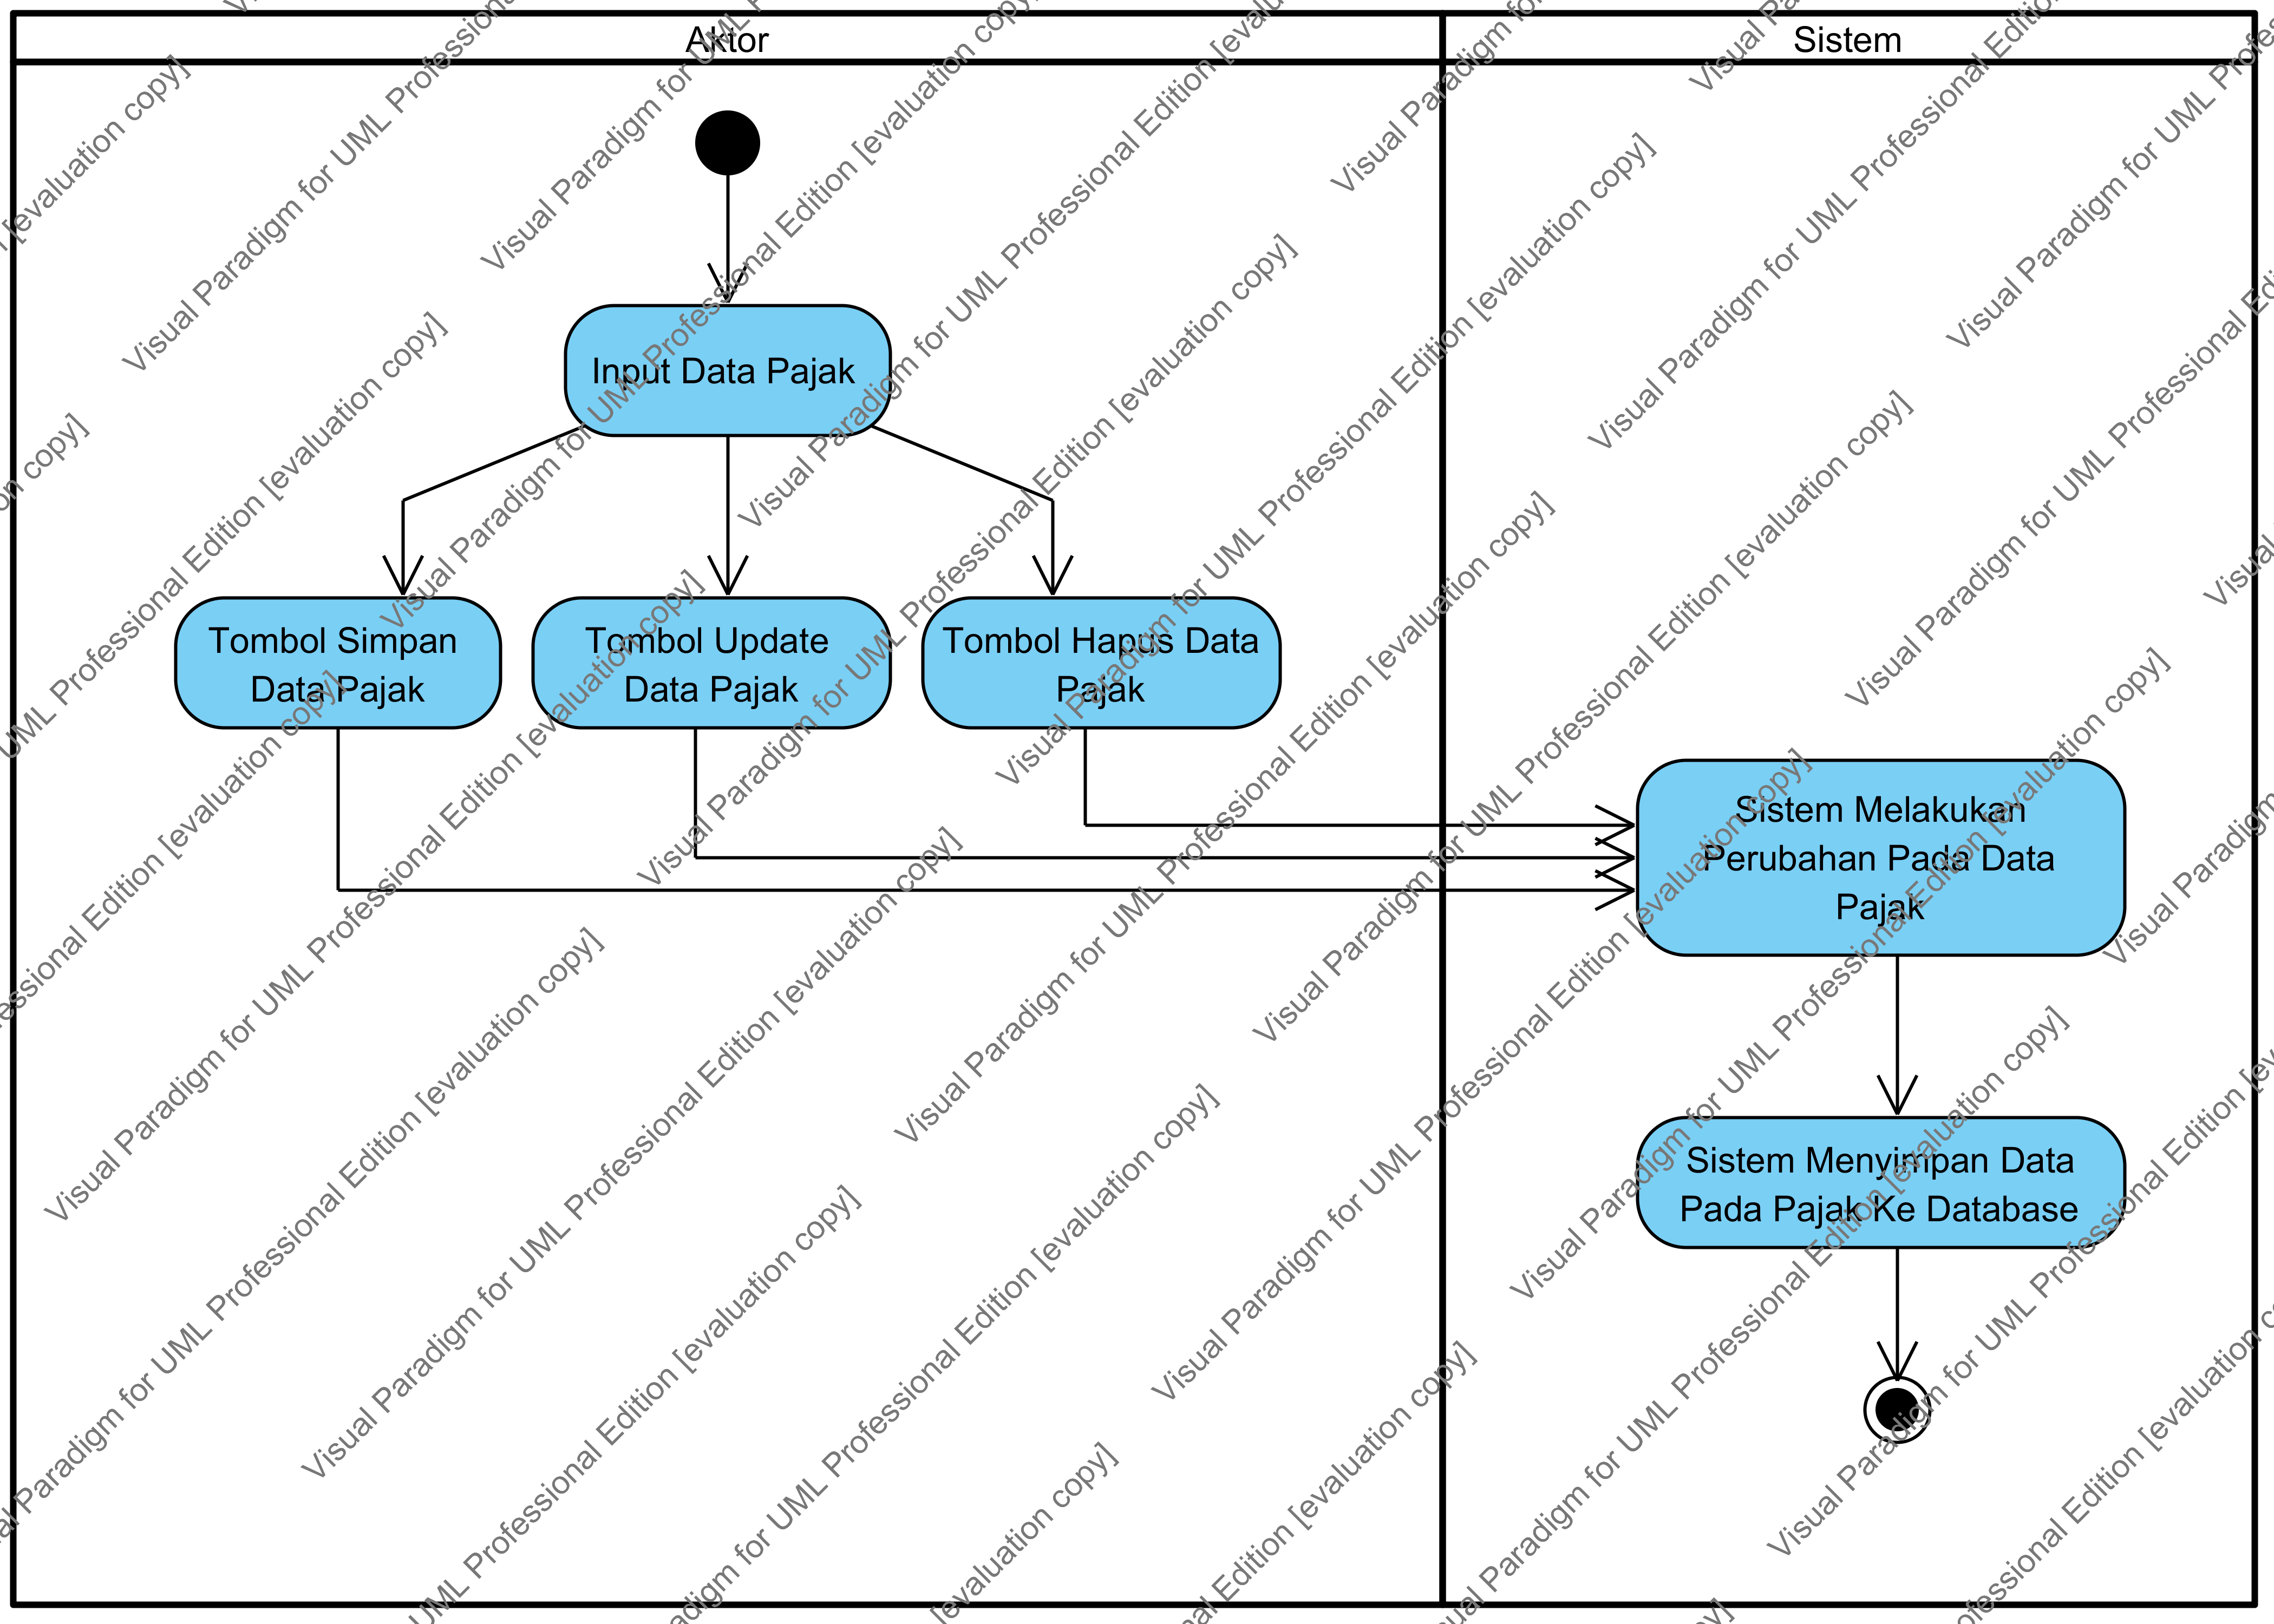 Aktor
Sistem
Input Data Pajak
Tombol Simpan
Data Pajak
Tombol Update
Data Pajak
Tombol Hapus Data
Pajak
Sistem Melakukan
Perubahan Pada Data
Pajak
Sistem Menyimpan Data
Pada Pajak Ke Database
Visual Paradigm for UML Professional Edition [evaluation copy]